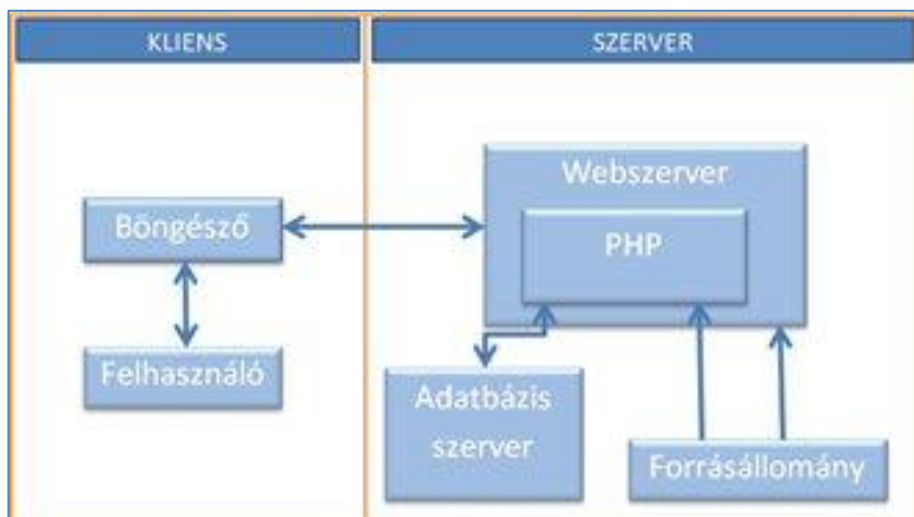 KLIENS
SZERVER
Webszerver
Böngésző
PHP
Felhasználó
Adatbázis
szerver
Forrásállomány